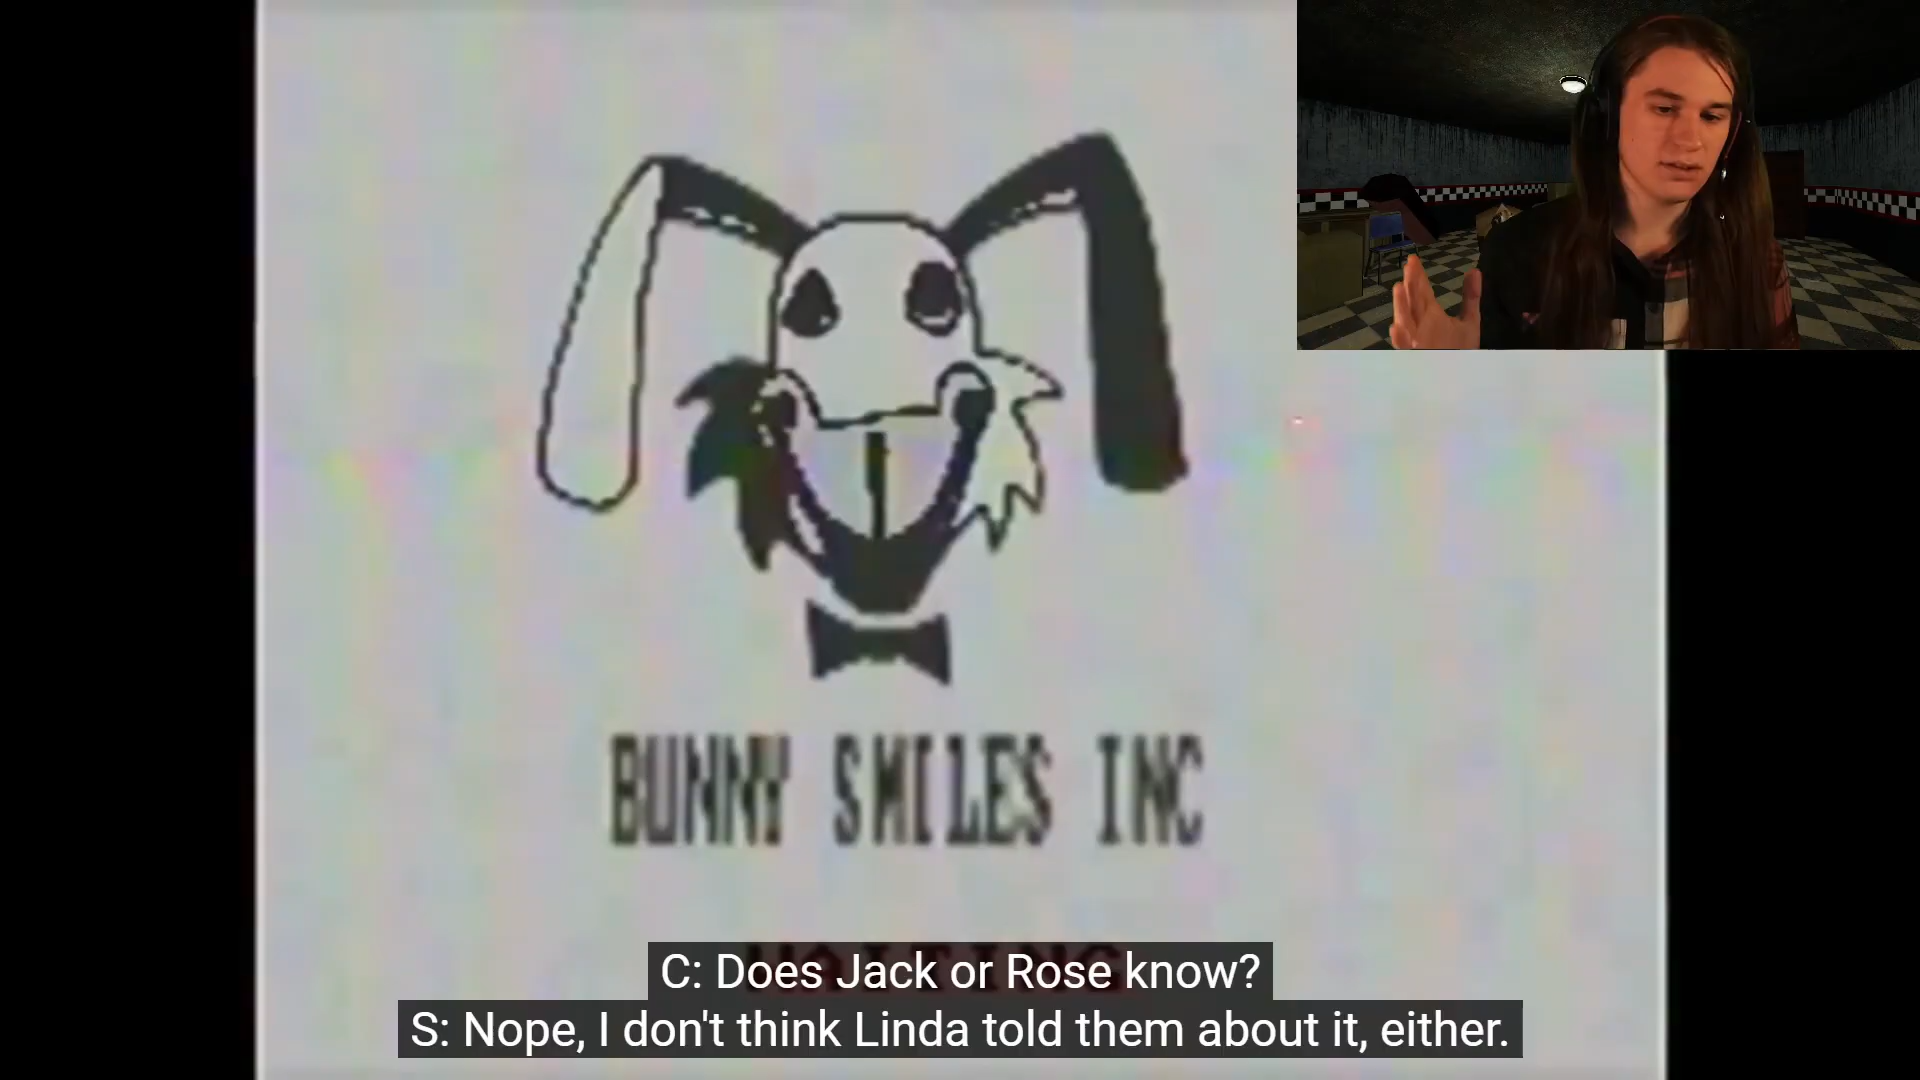 BUNNY SMILES INC
C: Does Jack or Rose know?
S: Nope, I don't think Linda told them about it, either.